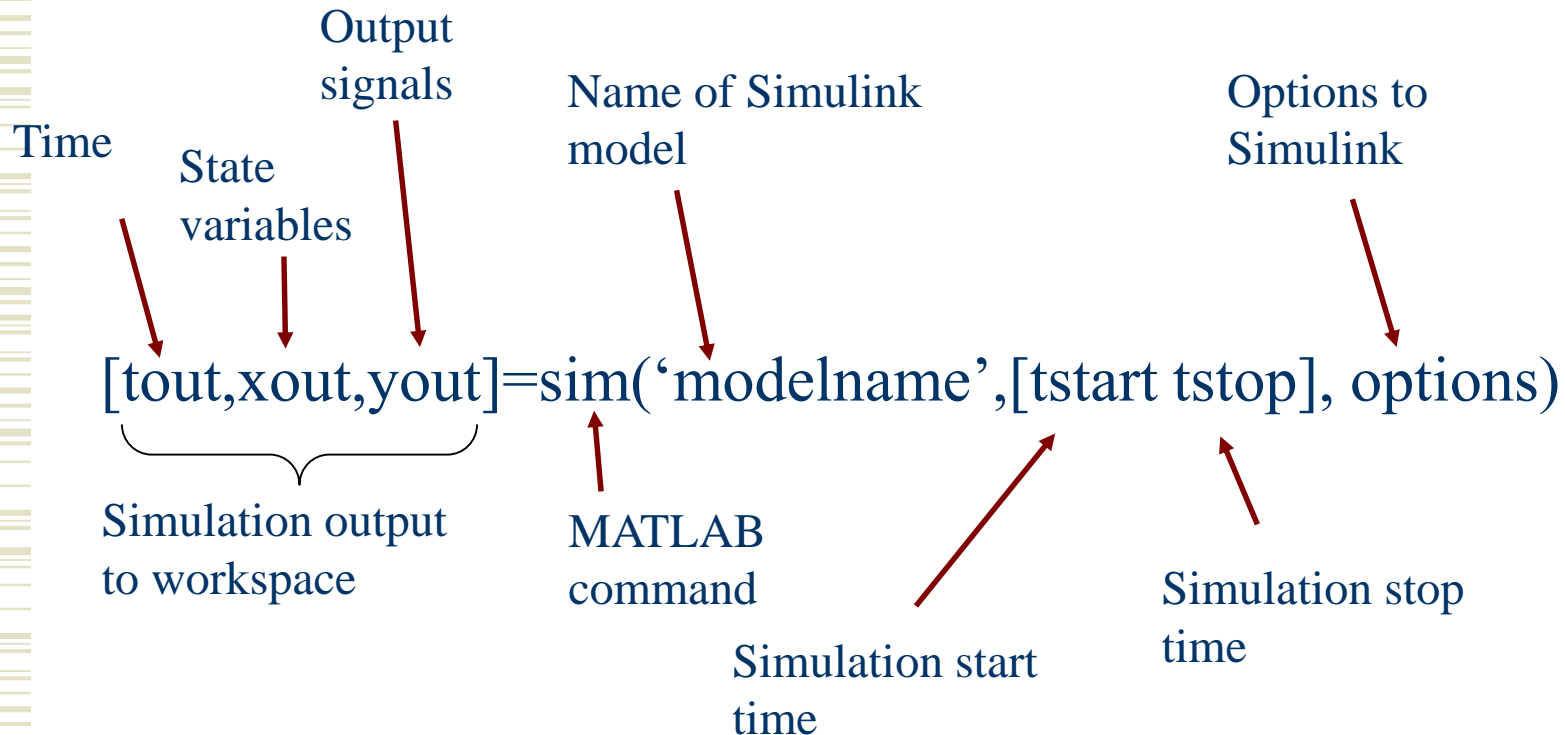 Output
signals
Name of Simulink
model
Options to
Simulink
Time
State
variables
[tout,xout,yout]=sim(‘modelname’,[tstart tstop], options)
Simulation output
to workspace
MATLAB
command
Simulation start
time
Simulation stop
time